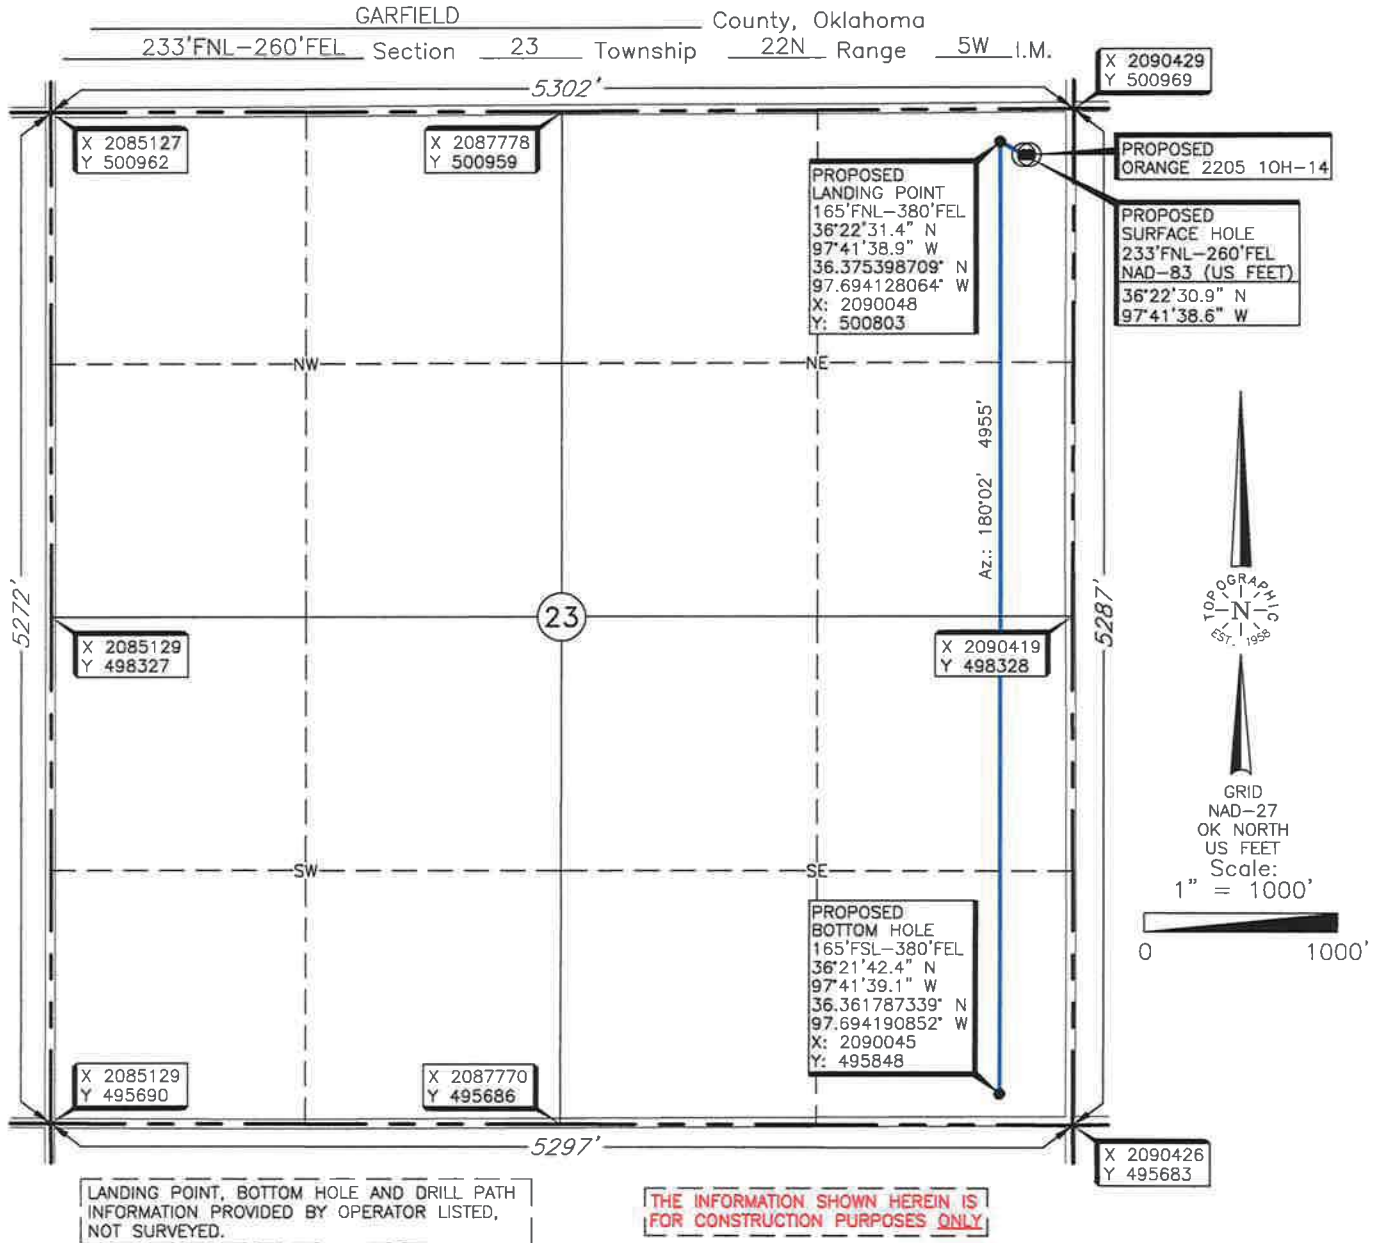 GARFIELD County, Oklahoma
233'FNL-260'FEL Section 23 Township 22N Range 5W I.M.
5302'
X 2090429
Y 500969
X 2085127
Y 500962
X 2087778
Y 500959
PROPOSED
ORANGE 2205 1OH-14
PROPOSED
LANDING POINT
165'FNL-380'FEL
36°22'31.4" N
97°41'38.9" W
36.375398709° N
97.694128064° W
X: 2090048
Y: 500803
PROPOSED
SURFACE HOLE
233'FNL-260'FEL
NAD-83 (US FEET)
36°22'30.9" N
97°41'38.6" W
NW
NE
Az.: 180°02' 4955'
5272'
5287'
23
X 2085129
Y 498327
X 2090419
Y 498328
TOPOGRAPHIC
N
EST. 1958
GRID
NAD-27
OK NORTH
US FEET
Scale:
1" = 1000'
0 1000'
SW
SE
PROPOSED
BOTTOM HOLE
165'FSL-380'FEL
36°21'42.4" N
97°41'39.1" W
36.361787339° N
97.694190852° W
X: 2090045
Y: 495848
X 2085129
Y 495690
X 2087770
Y 495686
5297'
X 2090426
Y 495683
LANDING POINT, BOTTOM HOLE AND DRILL PATH
INFORMATION PROVIDED BY OPERATOR LISTED,
NOT SURVEYED.
THE INFORMATION SHOWN HEREIN IS
FOR CONSTRUCTION PURPOSES ONLY